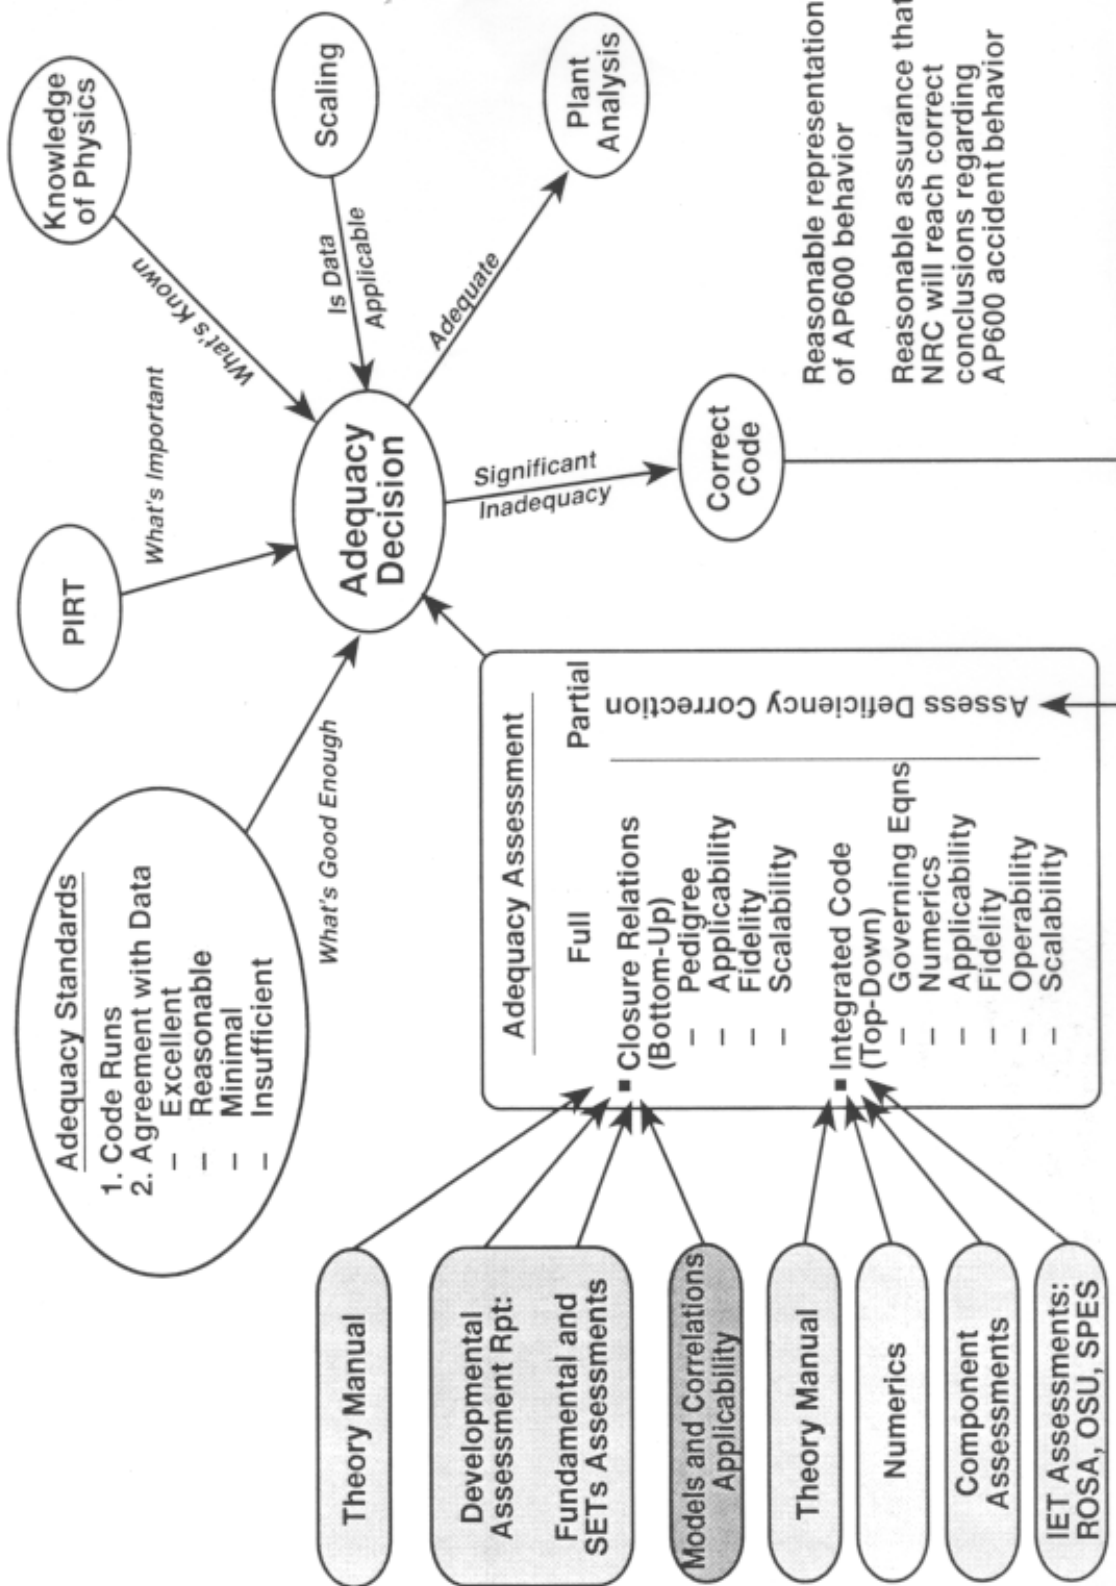 Adequacy Standards
1. Code Runs
2. Agreement with Data
– Excellent
– Reasonable
– Minimal
– Insufficient
What's Good Enough
PIRT
What's Important
Knowledge
of Physics
What's Known
Scaling
Is Data
Applicable
Adequacy
Decision
Adequate
Plant
Analysis
Significant
Inadequacy
Correct
Code
Theory Manual
Developmental
Assessment Rpt:
Fundamental and
SETs Assessments
Models and Correlations
Applicability
Theory Manual
Numerics
Component
Assessments
IET Assessments:
ROSA, OSU, SPES
Adequacy Assessment
Full
Partial
■ Closure Relations
(Bottom-Up)
– Pedigree
– Applicability
– Fidelity
– Scalability
■ Integrated Code
(Top-Down)
– Governing Eqns
– Numerics
– Applicability
– Fidelity
– Operability
– Scalability
Assess Deficiency Correction
Reasonable representation
of AP600 behavior
Reasonable assurance that
NRC will reach correct
conclusions regarding
AP600 accident behavior